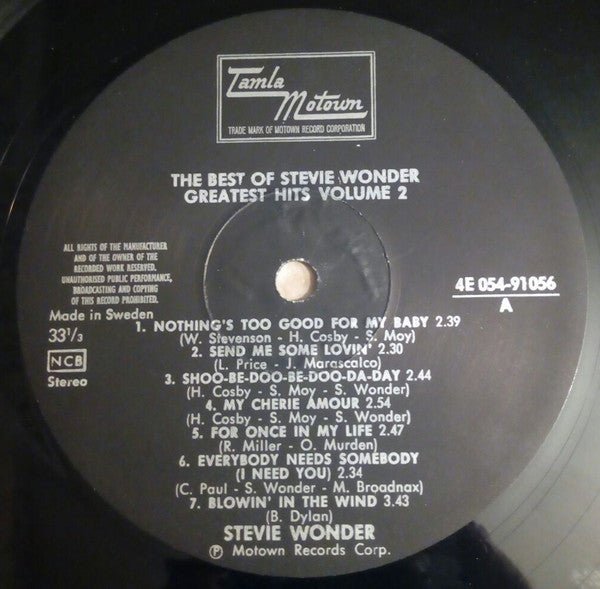 Tamla
Motown
TRADE MARK OF MOTOWN RECORD CORPORATION
THE BEST OF STEVIE WONDER
GREATEST HITS VOLUME 2
ALL RIGHTS OF THE MANUFACTURER
AND OF THE OWNER OF THE
RECORDED WORK RESERVED.
UNAUTHORISED PUBLIC PERFORMANCE,
BROADCASTING AND COPYING
OF THIS RECORD PROHIBITED.
Made in Sweden
33 1/3
NCB
Stereo
4E 054-91056
A
1. NOTHING'S TOO GOOD FOR MY BABY 2.39
(W. Stevenson - H. Cosby - S. Moy)
2. SEND ME SOME LOVIN' 2.30
(L. Price - J. Marascalco)
3. SHOO-BE-DOO-BE-DOO-DA-DAY 2.44
(H. Cosby - S. Moy - S. Wonder)
4. MY CHERIE AMOUR 2.54
(H. Cosby - S. Moy - S. Wonder)
5. FOR ONCE IN MY LIFE 2.47
(R. Miller - O. Murden)
6. EVERYBODY NEEDS SOMEBODY
(I NEED YOU) 2.34
(C. Paul - S. Wonder - M. Broadnax)
7. BLOWIN' IN THE WIND 3.43
(B. Dylan)
STEVIE WONDER
℗ Motown Records Corp.